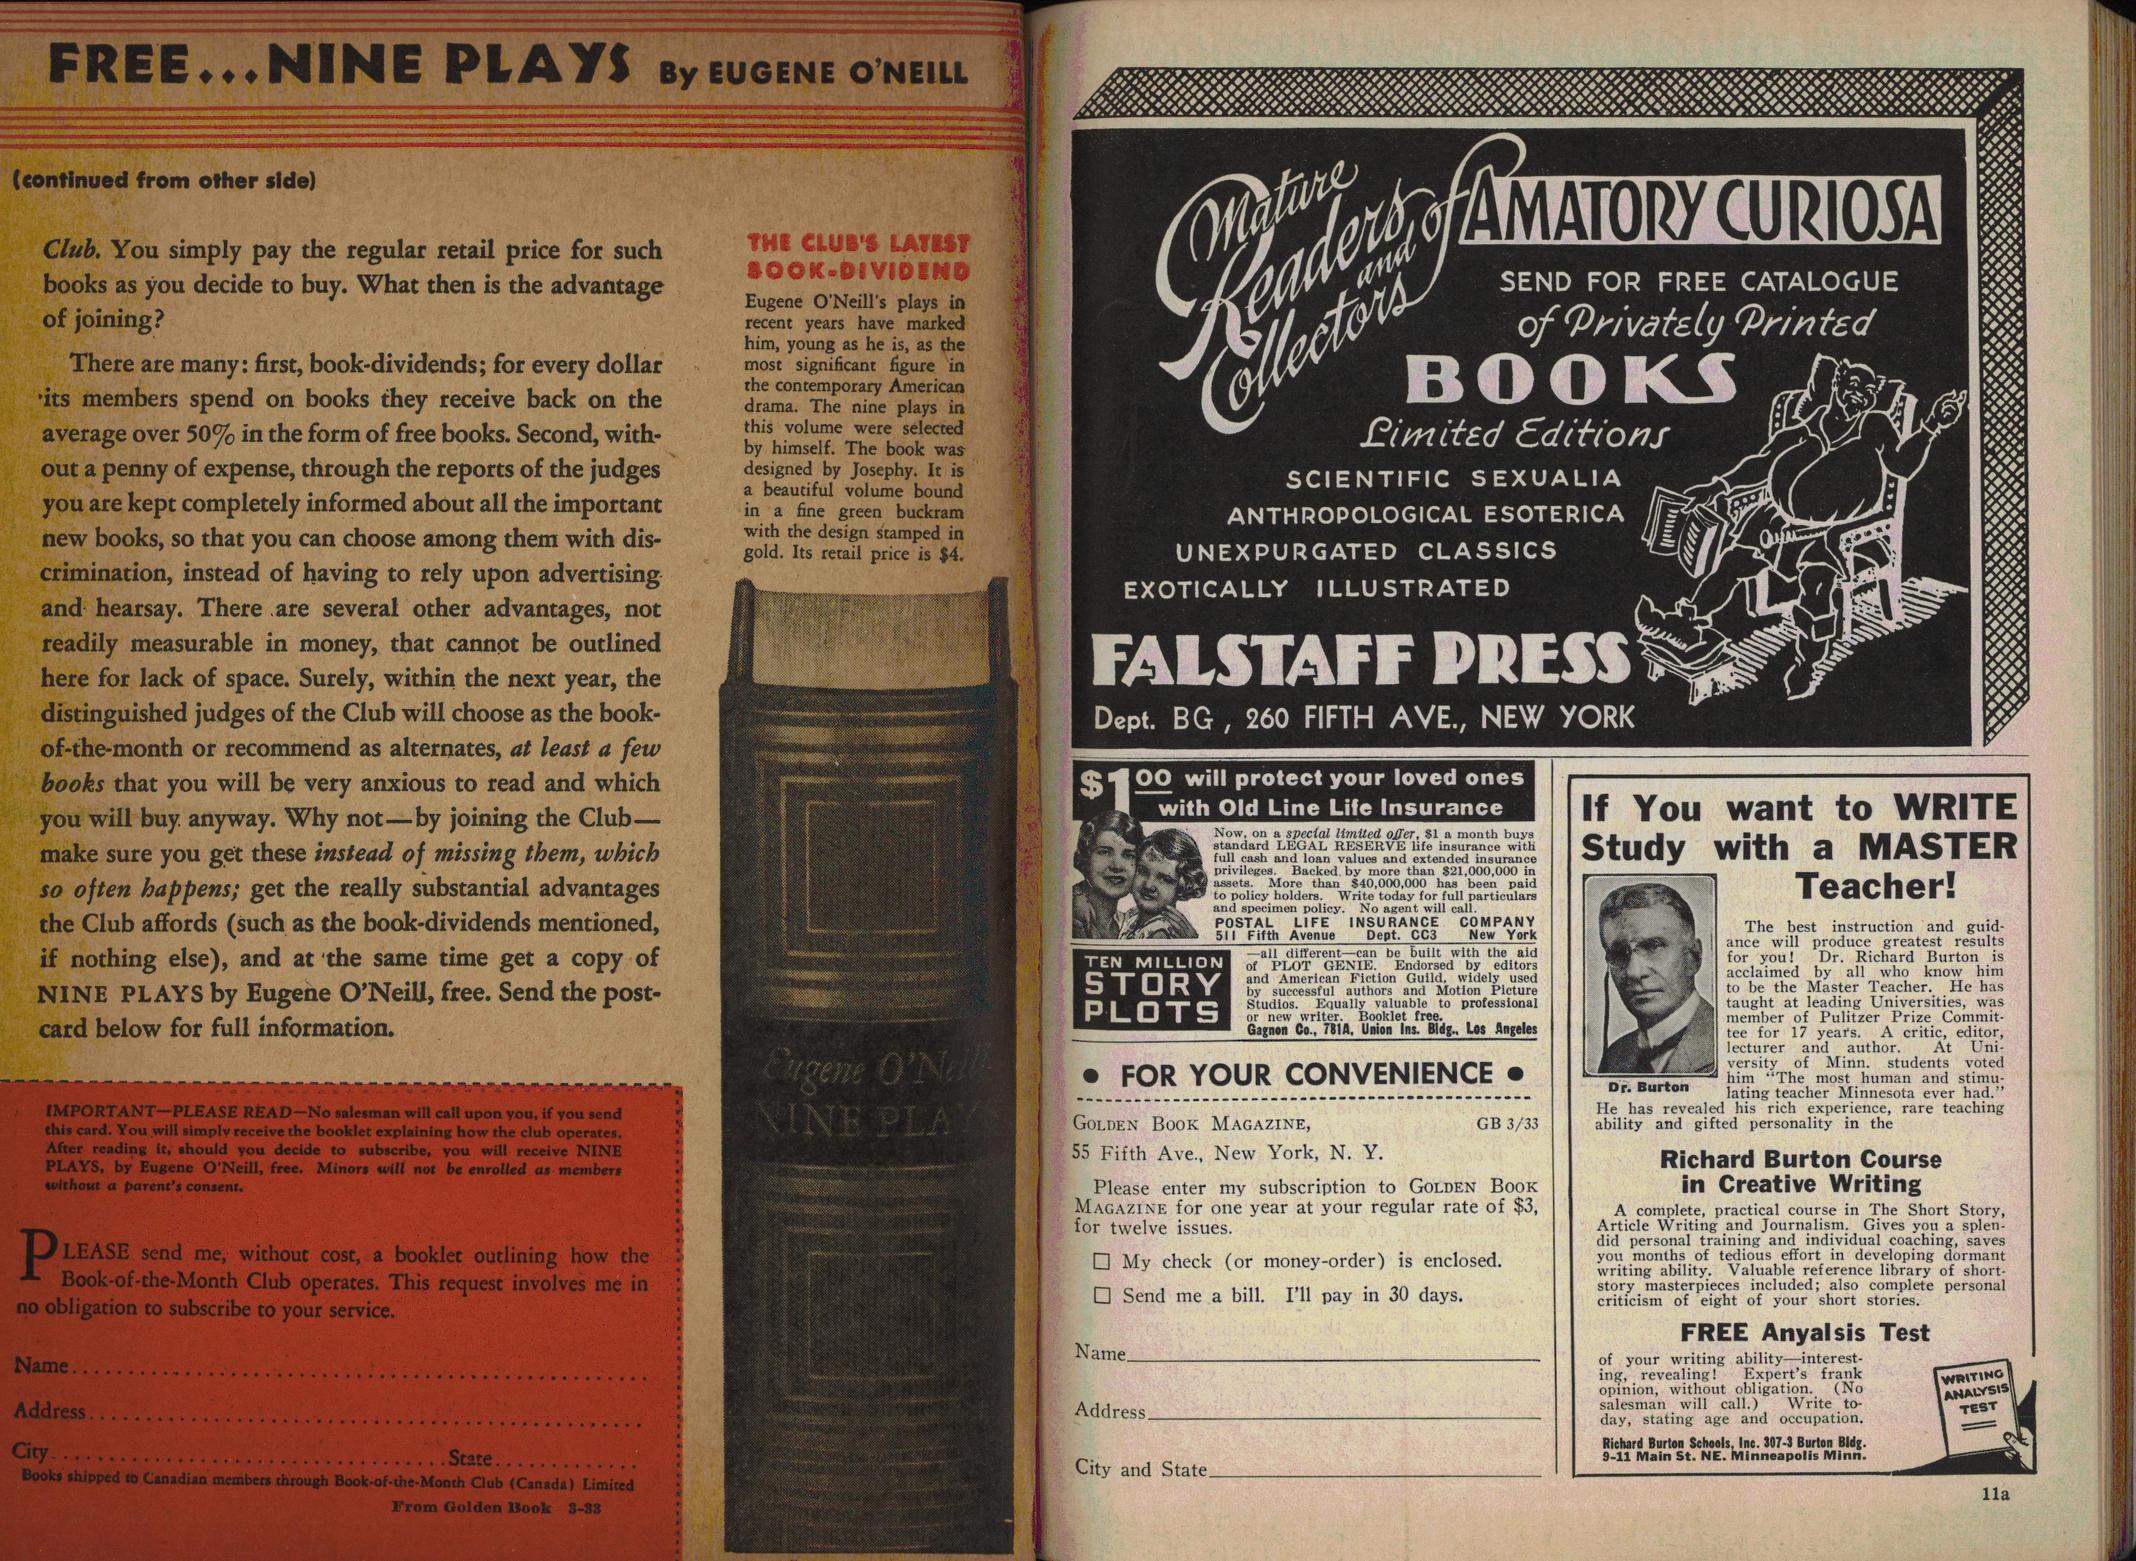 FREE...NINE PLAYS By EUGENE O'NEILL
(continued from other side)
Club. You simply pay the regular retail price for such
books as you decide to buy. What then is the advantage
of joining?
There are many: first, book-dividends; for every dollar
its members spend on books they receive back on the
average over 50% in the form of free books. Second, with-
out a penny of expense, through the reports of the judges
you are kept completely informed about all the important
new books, so that you can choose among them with dis-
crimination, instead of having to rely upon advertising
and hearsay. There are several other advantages, not
readily measurable in money, that cannot be outlined
here for lack of space. Surely, within the next year, the
distinguished judges of the Club will choose as the book-
of-the-month or recommend as alternates, at least a few
books that you will be very anxious to read and which
you will buy anyway. Why not—by joining the Club—
make sure you get these instead of missing them, which
so often happens; get the really substantial advantages
the Club affords (such as the book-dividends mentioned,
if nothing else), and at the same time get a copy of
NINE PLAYS by Eugene O'Neill, free. Send the post-
card below for full information.
THE CLUB'S LATEST
BOOK-DIVIDEND
Eugene O'Neill's plays in
recent years have marked
him, young as he is, as the
most significant figure in
the contemporary American
drama. The nine plays in
this volume were selected
by himself. The book was
designed by Josephy. It is
a beautiful volume bound
in a fine green buckram
with the design stamped in
gold. Its retail price is $4.
Eugene O'Neill
NINE PLAY
IMPORTANT—PLEASE READ—No salesman will call upon you, if you send
this card. You will simply receive the booklet explaining how the club operates.
After reading it, should you decide to subscribe, you will receive NINE
PLAYS, by Eugene O'Neill, free. Minors will not be enrolled as members
without a parent's consent.
PLEASE send me, without cost, a booklet outlining how the
Book-of-the-Month Club operates. This request involves me in
no obligation to subscribe to your service.
Name
Address
City State
Books shipped to Canadian members through Book-of-the-Month Club (Canada) Limited
From Golden Book 3-33
Mature
Readers
and
Collectors
of AMATORY CURIOSA
SEND FOR FREE CATALOGUE
of Privately Printed
BOOKS
Limited Editions
SCIENTIFIC SEXUALIA
ANTHROPOLOGICAL ESOTERICA
UNEXPURGATED CLASSICS
EXOTICALLY ILLUSTRATED
FALSTAFF PRESS
Dept. BG, 260 FIFTH AVE., NEW YORK
$1.00 will protect your loved ones
with Old Line Life Insurance
Now, on a special limited offer, $1 a month buys
standard LEGAL RESERVE life insurance with
full cash and loan values and extended insurance
privileges. Backed by more than $21,000,000 in
assets. More than $40,000,000 has been paid
to policy holders. Write today for full particulars
and specimen policy. No agent will call.
POSTAL LIFE INSURANCE COMPANY
511 Fifth Avenue Dept. CC3 New York
TEN MILLION
STORY
PLOTS
—all different—can be built with the aid
of PLOT GENIE. Endorsed by editors
and American Fiction Guild, widely used
by successful authors and Motion Picture
Studios. Equally valuable to professional
or new writer. Booklet free.
Gagnon Co., 781A, Union Ins. Bldg., Los Angeles
• FOR YOUR CONVENIENCE •
GOLDEN BOOK MAGAZINE, GB 3/33
55 Fifth Ave., New York, N. Y.
Please enter my subscription to GOLDEN BOOK
MAGAZINE for one year at your regular rate of $3,
for twelve issues.
☐ My check (or money-order) is enclosed.
☐ Send me a bill. I'll pay in 30 days.
Name
Address
City and State
If You want to WRITE
Study with a MASTER
Teacher!
Dr. Burton
The best instruction and guid-
ance will produce greatest results
for you! Dr. Richard Burton is
acclaimed by all who know him
to be the Master Teacher. He has
taught at leading Universities, was
member of Pulitzer Prize Commit-
tee for 17 years. A critic, editor,
lecturer and author. At Uni-
versity of Minn. students voted
him "The most human and stimu-
lating teacher Minnesota ever had."
He has revealed his rich experience, rare teaching
ability and gifted personality in the
Richard Burton Course
in Creative Writing
A complete, practical course in The Short Story,
Article Writing and Journalism. Gives you a splen-
did personal training and individual coaching, saves
you months of tedious effort in developing dormant
writing ability. Valuable reference library of short-
story masterpieces included; also complete personal
criticism of eight of your short stories.
FREE Anyalsis Test
of your writing ability—interest-
ing, revealing! Expert's frank
opinion, without obligation. (No
salesman will call.) Write to-
day, stating age and occupation.
Richard Burton Schools, Inc. 307-3 Burton Bldg.
9-11 Main St. NE. Minneapolis Minn.
WRITING
ANALYSIS
TEST
11a